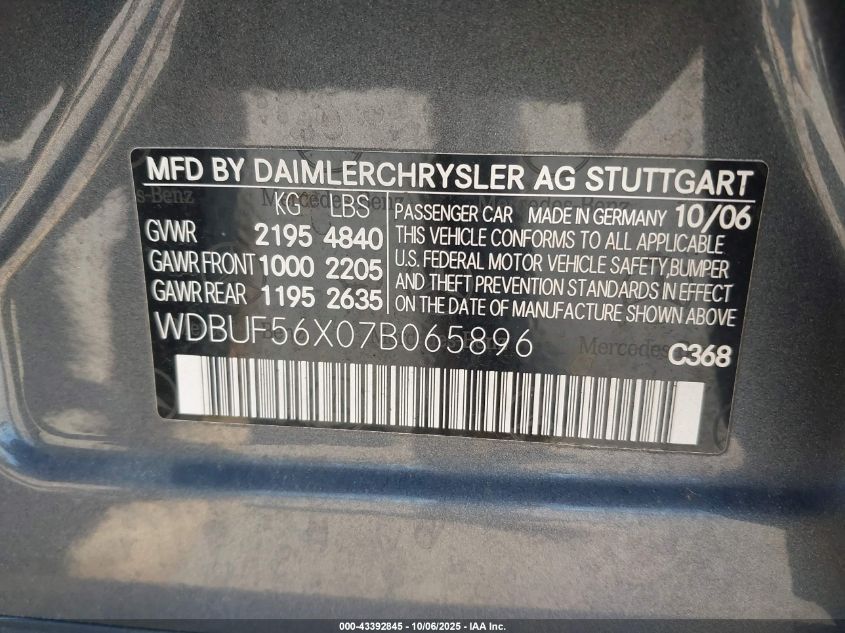 MFD BY DAIMLERCHRYSLER AG STUTTGART
KG LBS
GVWR 2195 4840
GAWR FRONT 1000 2205
GAWR REAR 1195 2635
PASSENGER CAR MADE IN GERMANY 10/06
THIS VEHICLE CONFORMS TO ALL APPLICABLE
U.S. FEDERAL MOTOR VEHICLE SAFETY,BUMPER
AND THEFT PREVENTION STANDARDS IN EFFECT
ON THE DATE OF MANUFACTURE SHOWN ABOVE.
WDBUF56X07B065896
C368
000-43392845 - 10/06/2025 - IAA Inc.